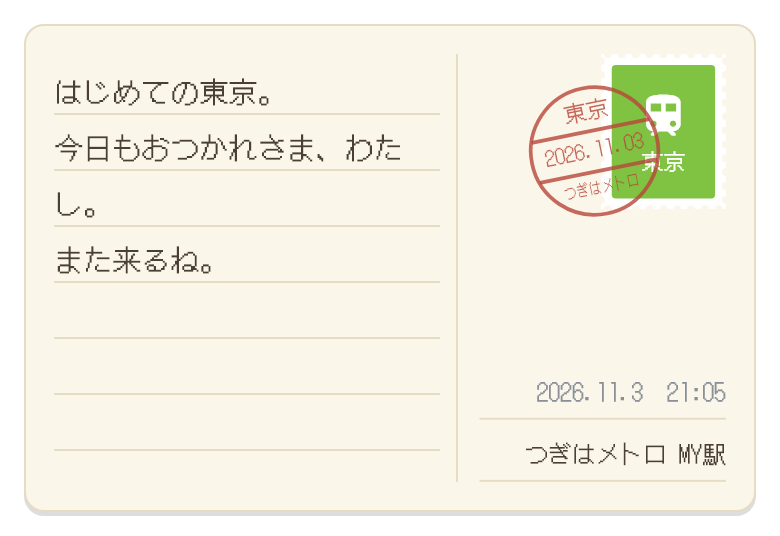 はじめての東京。
今日もおつかれさま、わた
し。
また来るね。
東京
2026.11.03
つぎはメトロ
東京
2026.11.3 21:05
つぎはメトロ MY駅